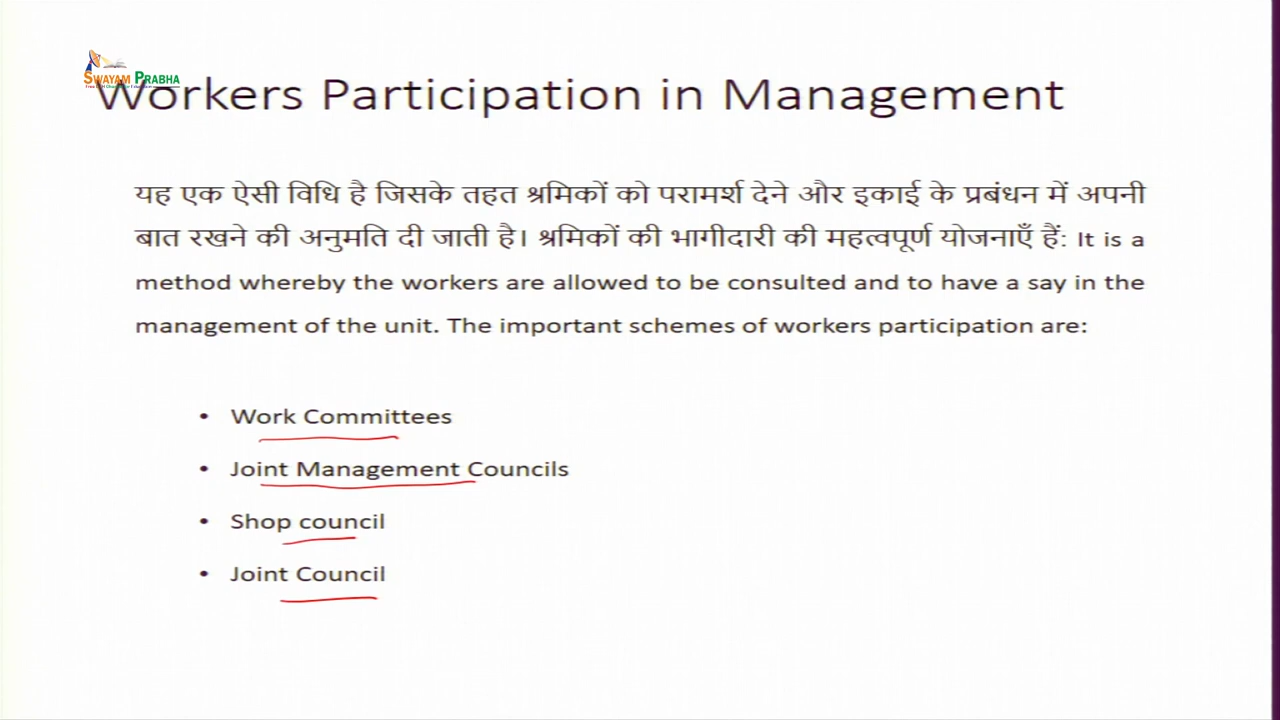 SWAYAM PRABHA
Workers Participation in Management
यह एक ऐसी विधि है जिसके तहत श्रमिकों को परामर्श देने और इकाई के प्रबंधन में अपनी
बात रखने की अनुमति दी जाती है। श्रमिकों की भागीदारी की महत्वपूर्ण योजनाएँ हैं: It is a
method whereby the workers are allowed to be consulted and to have a say in the
management of the unit. The important schemes of workers participation are:
• Work Committees
• Joint Management Councils
• Shop council
• Joint Council